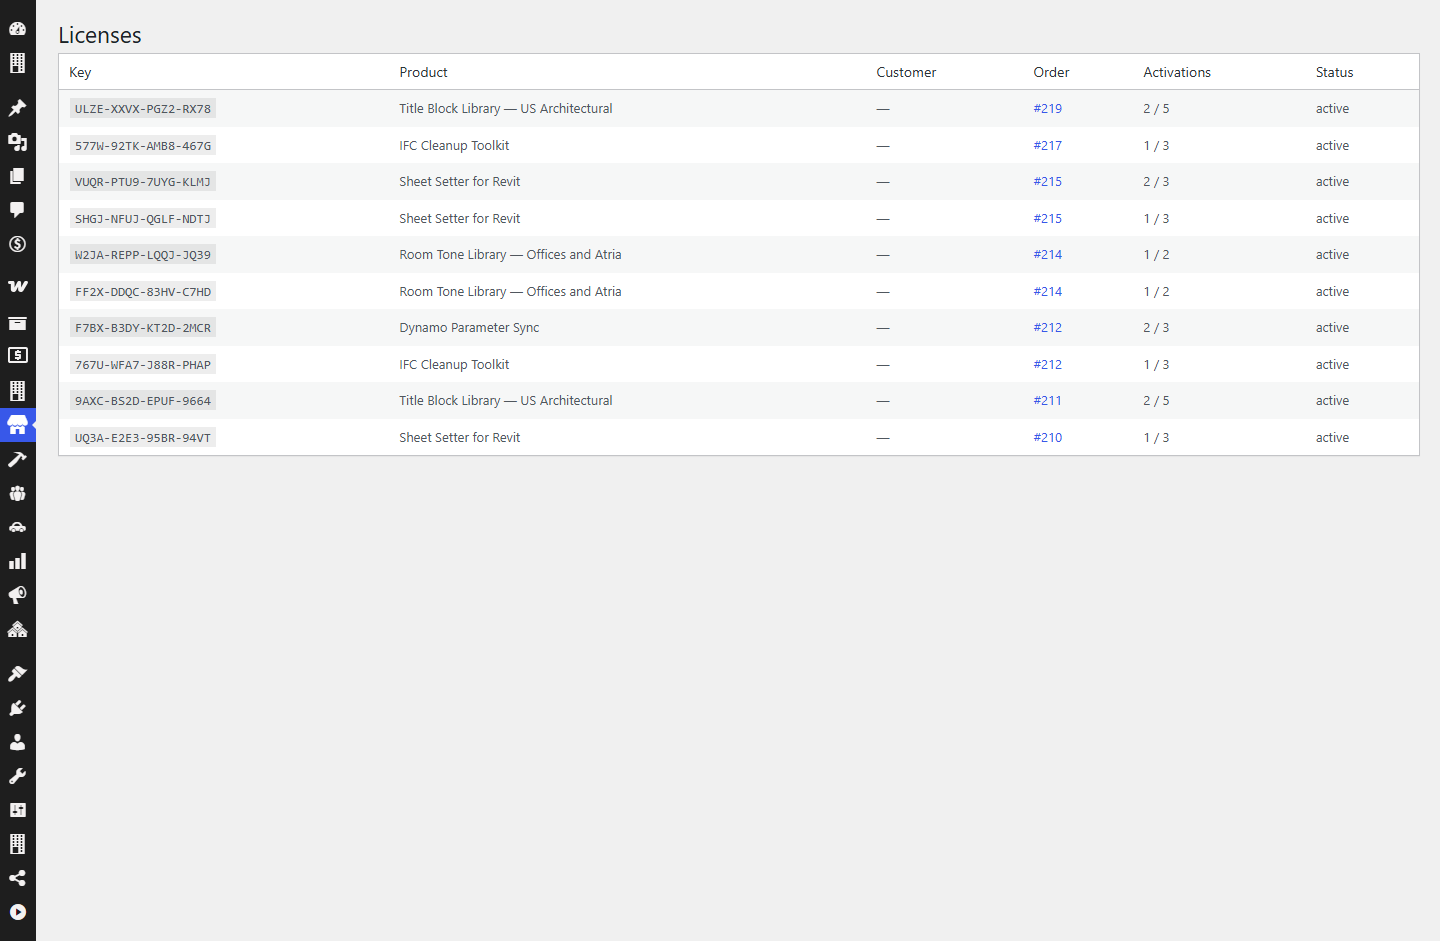 Licenses
Key Product Customer Order Activations Status
ULZE-XXVX-PGZ2-RX78 Title Block Library — US Architectural — #219 2 / 5 active
577W-92TK-AMB8-467G IFC Cleanup Toolkit — #217 1 / 3 active
VUQR-PTU9-7UYG-KLMJ Sheet Setter for Revit — #215 2 / 3 active
SHGJ-NFUJ-QGLF-NDTJ Sheet Setter for Revit — #215 1 / 3 active
W2JA-REPP-LQQJ-JQ39 Room Tone Library — Offices and Atria — #214 1 / 2 active
FF2X-DDQC-83HV-C7HD Room Tone Library — Offices and Atria — #214 1 / 2 active
F7BX-B3DY-KT2D-2MCR Dynamo Parameter Sync — #212 2 / 3 active
767U-WFA7-J88R-PHAP IFC Cleanup Toolkit — #212 1 / 3 active
9AXC-BS2D-EPUF-9664 Title Block Library — US Architectural — #211 2 / 5 active
UQ3A-E2E3-95BR-94VT Sheet Setter for Revit — #210 1 / 3 active